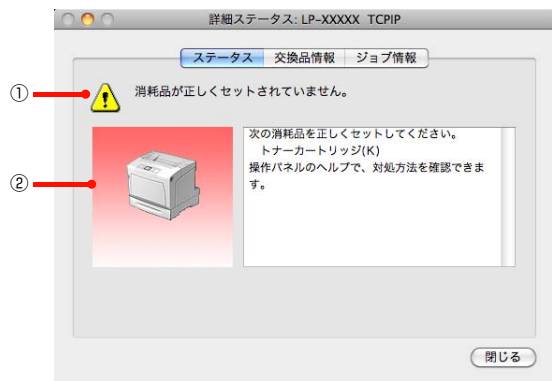 詳細ステータス: LP-XXXXX TCPIP
ステータス 交換品情報 ジョブ情報
① 消耗品が正しくセットされていません。
②
次の消耗品を正しくセットしてください。
トナーカートリッジ(K)
操作パネルのヘルプで、対処方法を確認できま
す。
閉じる